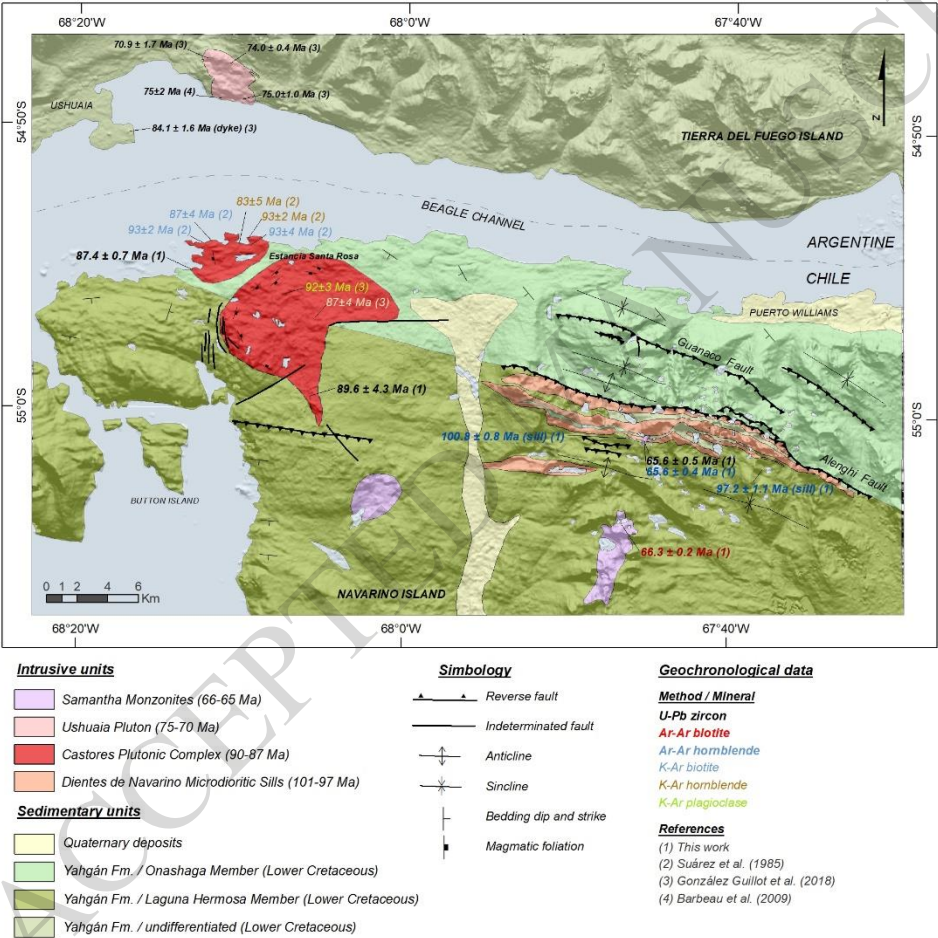 68°20'W
68°00'W
67°40'W
70.9 ± 1.7 Ma (3)
74.0 ± 0.4 Ma (3)
75±2 Ma (4)
75.0±1.0 Ma (3)
USHUAIA
84.1 ± 1.6 Ma (dyke) (3)
54°50'S
54°50'S
TIERRA DEL FUEGO ISLAND
N
83±5 Ma (2)
87±4 Ma (2)
93±2 Ma (2)
93±2 Ma (2)
93±4 Ma (2)
BEAGLE CHANNEL
ARGENTINE
CHILE
87.4 ± 0.7 Ma (1)
Estancia Santa Rosa
92±3 Ma (3)
87±4 Ma (3)
PUERTO WILLIAMS
Guanaco Fault
89.6 ± 4.3 Ma (1)
55°0'S
55°0'S
100.8 ± 0.8 Ma (sill) (1)
65.6 ± 0.5 Ma (1)
65.6 ± 0.4 Ma (1)
Alenghi Fault
97.2 ± 1.1 Ma (sill) (1)
BUTTON ISLAND
66.3 ± 0.2 Ma (1)
NAVARINO ISLAND
0 1 2 4 6
Km
68°20'W
68°00'W
67°40'W
ACCEPTED MANUSC
Intrusive units
Samantha Monzonites (66-65 Ma)
Ushuaia Pluton (75-70 Ma)
Castores Plutonic Complex (90-87 Ma)
Dientes de Navarino Microdioritic Sills (101-97 Ma)
Sedimentary units
Quaternary deposits
Yahgán Fm. / Onashaga Member (Lower Cretaceous)
Yahgán Fm. / Laguna Hermosa Member (Lower Cretaceous)
Yahgán Fm. / undifferentiated (Lower Cretaceous)
Simbology
Reverse fault
Indeterminated fault
Anticline
Sincline
Bedding dip and strike
Magmatic foliation
Geochronological data
Method / Mineral
U-Pb zircon
Ar-Ar biotite
Ar-Ar hornblende
K-Ar biotite
K-Ar hornblende
K-Ar plagioclase
References
(1) This work
(2) Suárez et al. (1985)
(3) González Guillot et al. (2018)
(4) Barbeau et al. (2009)